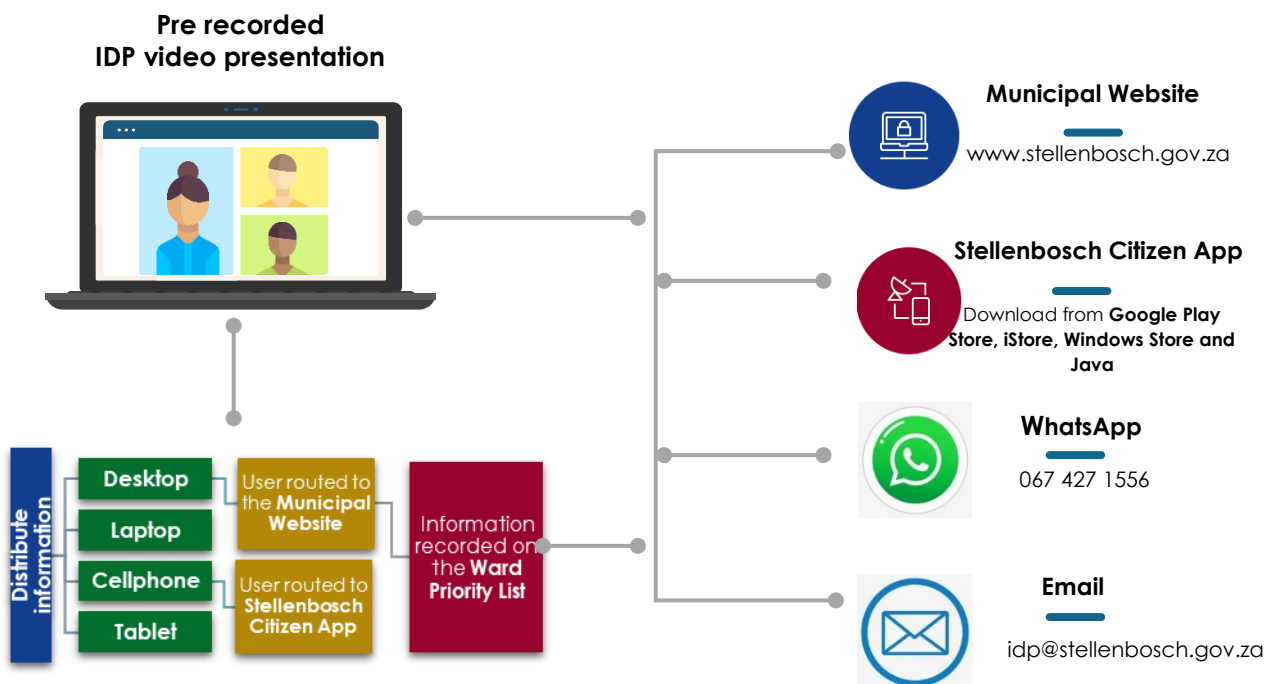 Pre recorded
IDP video presentation
Municipal Website
www.stellenbosch.gov.za
Stellenbosch Citizen App
Download from Google Play
Store, iStore, Windows Store and
Java
WhatsApp
067 427 1556
Email
idp@stellenbosch.gov.za
Distribute
information
Desktop
Laptop
Cellphone
Tablet
User routed to
the Municipal
Website
User routed to
Stellenbosch
Citizen App
Information
recorded on
the Ward
Priority List